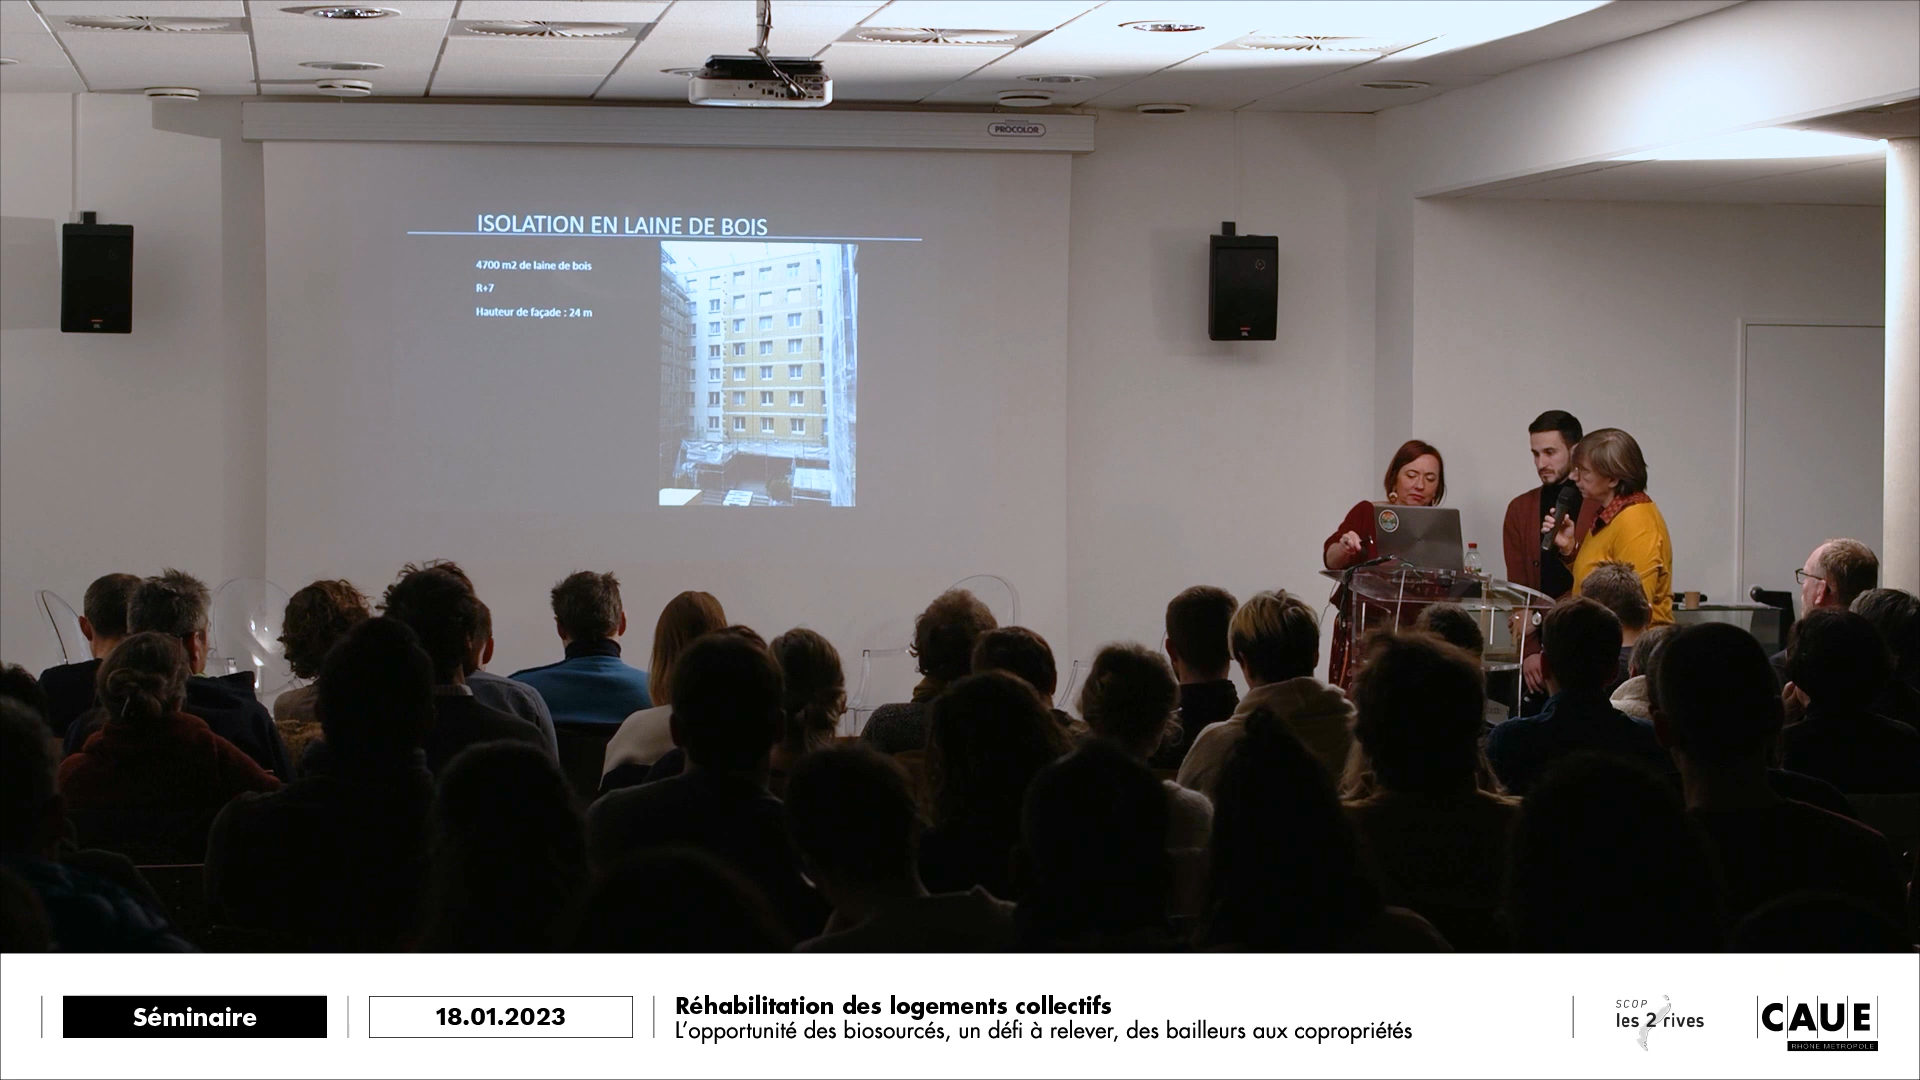 PROCOLOR
ISOLATION EN LAINE DE BOIS
4700 m2 de laine de bois
R+7
Hauteur de façade : 24 m
Séminaire
18.01.2023
Réhabilitation des logements collectifs
L'opportunité des biosourcés, un défi à relever, des bailleurs aux copropriétés
SCOP
les 2 rives
CAUE
RHÔNE MÉTROPOLE